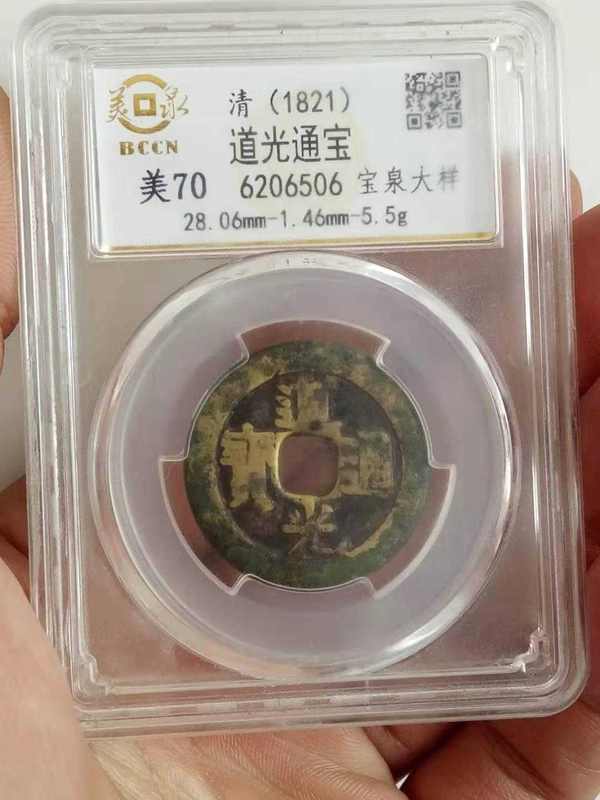 美泉
BCCN
清（1821）
道光通宝
美70 6206506 宝泉大样
28.06mm-1.46mm-5.5g
道光通寶